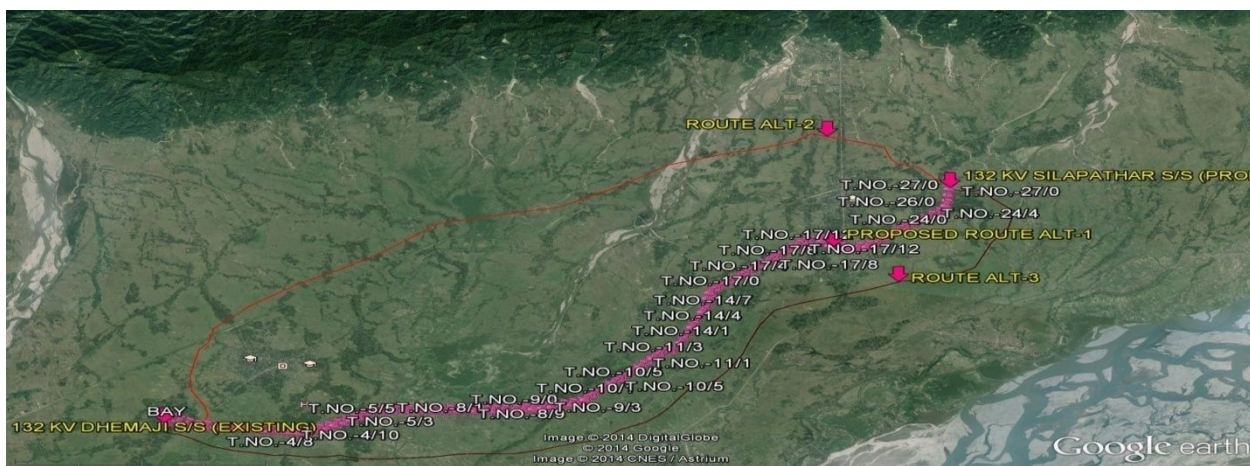 ROUTE ALT-2
132 KV SILAPATHAR S/S (PRO
T.NO.-27/0
T.NO.-27/0
T.NO.-26/0
T.NO.-24/0
T.NO.-24/4
T.NO.-17/12
PROPOSED ROUTE ALT-1
T.NO.-17/8
T.NO.-17/12
T.NO.-17/4
T.NO.-17/8
T.NO.-17/0
ROUTE ALT-3
T.NO.-14/7
T.NO.-14/4
T.NO.-14/1
T.NO.-11/3
T.NO.-11/1
T.NO.-10/5
T.NO.-10/
T.NO.-10/5
T.NO.-9/0
T.NO.-5/5
T.NO.-8/1
T.NO.-8/9
T.NO.-9/3
BAY
T.NO.-5/3
132 KV DHEMAJI S/S (EXISTING)
T.NO.-4/10
T.NO.-4/8
Image © 2014 DigitalGlobe
© 2014 Google
Image © 2014 CNES / Astrium
Google earth